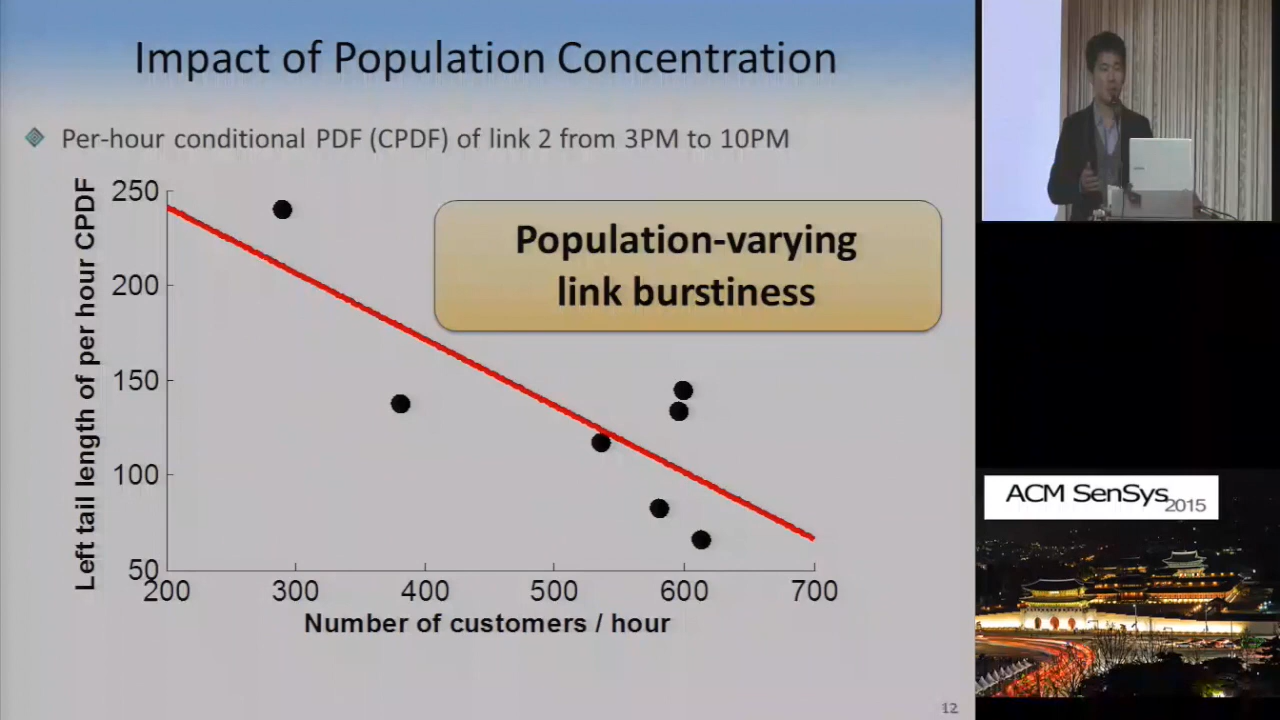 Impact of Population Concentration
Per-hour conditional PDF (CPDF) of link 2 from 3PM to 10PM
Left tail length of per hour CPDF
250
200
150
100
50
Population-varying
link burstiness
200 300 400 500 600 700
Number of customers / hour
12
ACM SenSys 2015